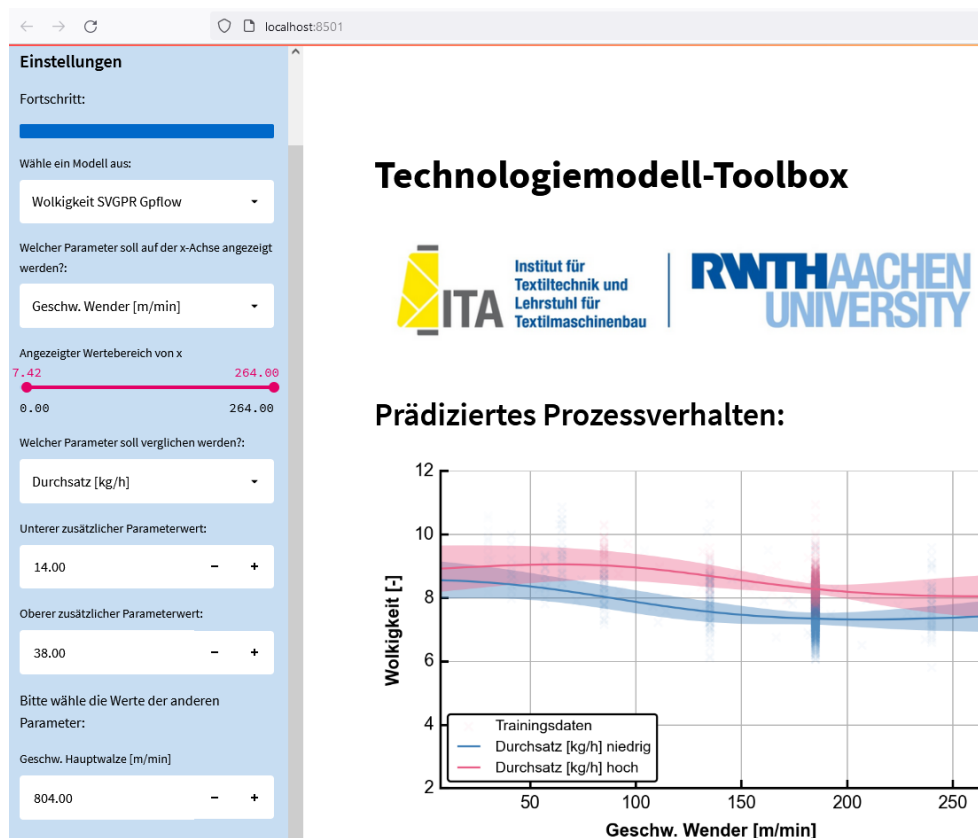 localhost:8501
Einstellungen
Fortschritt:
Wähle ein Modell aus:
Wolkigkeit SVGPR Gpflow
Welcher Parameter soll auf der x-Achse angezeigt
werden?:
Geschw. Wender [m/min]
Angezeigter Wertebereich von x
7.42 264.00
0.00 264.00
Welcher Parameter soll verglichen werden?:
Durchsatz [kg/h]
Unterer zusätzlicher Parameterwert:
14.00 - +
Oberer zusätzlicher Parameterwert:
38.00 - +
Bitte wähle die Werte der anderen
Parameter:
Geschw. Hauptwalze [m/min]
804.00 - +
Technologiemodell-Toolbox
ITA
Institut für
Textiltechnik und
Lehrstuhl für
Textilmaschinenbau
RWTHAACHEN
UNIVERSITY
Prädiziertes Prozessverhalten:
12
10
8
6
4
2
Wolkigkeit [-]
Trainingsdaten
Durchsatz [kg/h] niedrig
Durchsatz [kg/h] hoch
50 100 150 200 250
Geschw. Wender [m/min]